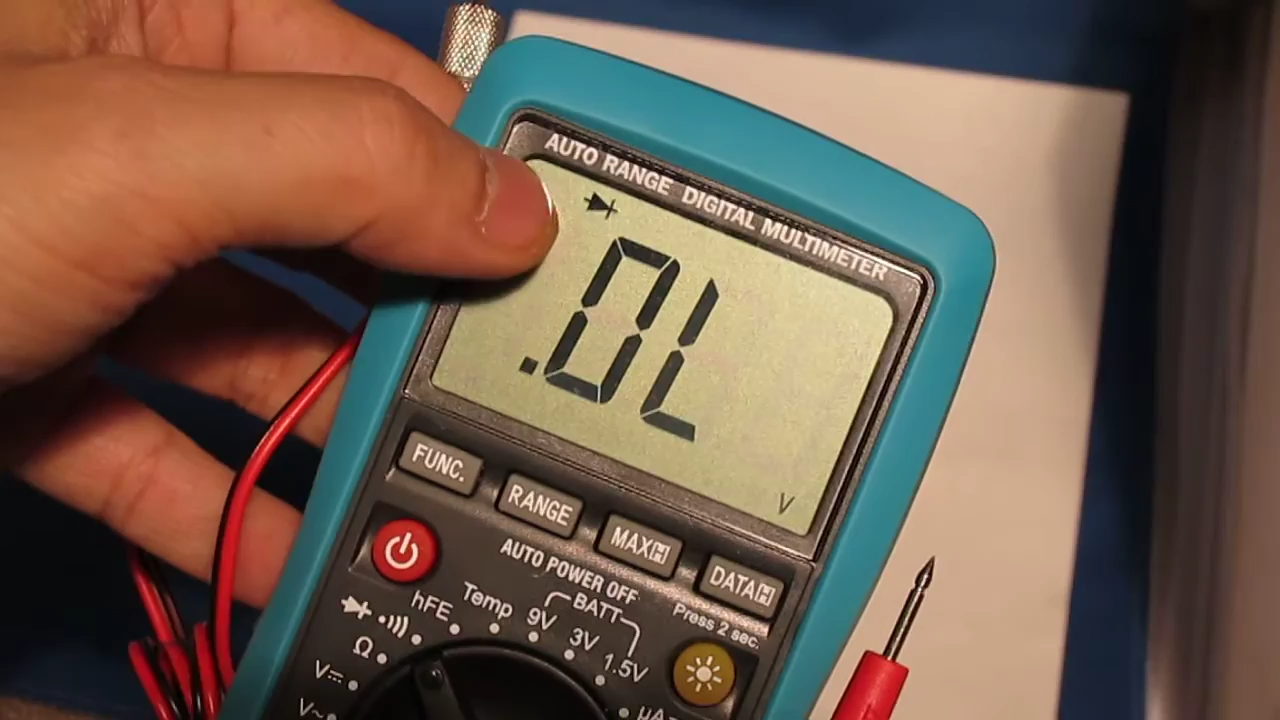 AUTO RANGE DIGITAL MULTIMETER
.0L
V
FUNC.
RANGE
MAX H
DATA H
AUTO POWER OFF
Press 2 sec.
hFE
Temp
BATT
9V
3V
1.5V
Ω
V⎓
V~
µA